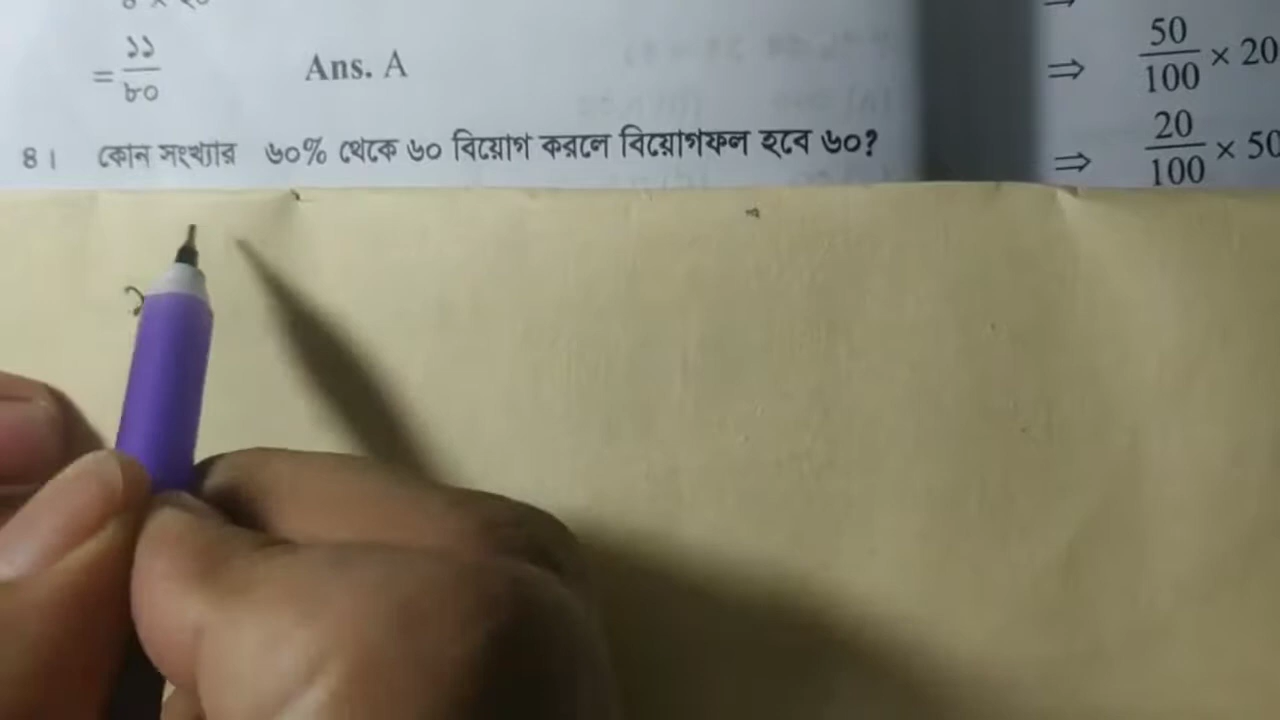 = ১১/৮০ Ans. A
৪। কোন সংখ্যার ৬০% থেকে ৬০ বিয়োগ করলে বিয়োগফল হবে ৬০?
⇒ 50/100 × 20
⇒ 20/100 × 50